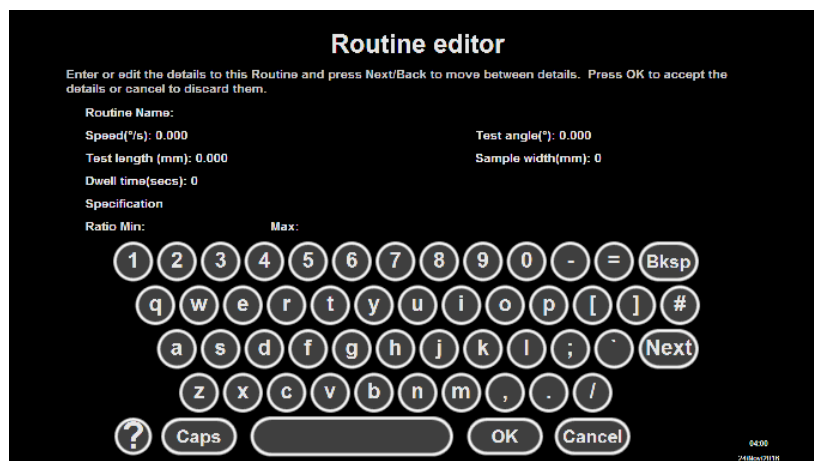 Routine editor
Enter or edit the details to this Routine and press Next/Back to move between details. Press OK to accept the
details or cancel to discard them.
Routine Name:
Speed(°/s): 0.000 Test angle(°): 0.000
Test length (mm): 0.000 Sample width(mm): 0
Dwell time(secs): 0
Specification
Ratio Min: Max:
1 2 3 4 5 6 7 8 9 0 - = Bksp
q w e r t y u i o p [ ] #
a s d f g h j k l ; ` Next
z x c v b n m , . /
? Caps OK Cancel
04:00
24/Nov/2016